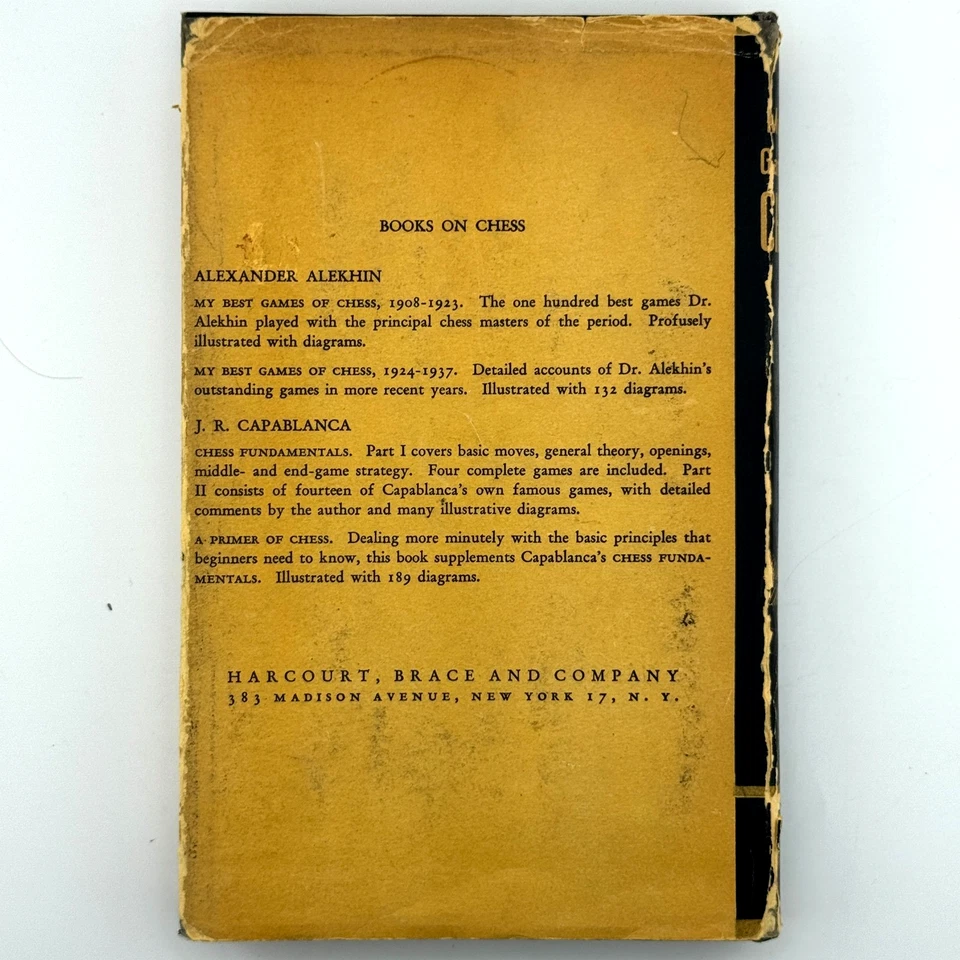 BOOKS ON CHESS
ALEXANDER ALEKHIN
MY BEST GAMES OF CHESS, 1908-1923. The one hundred best games Dr.
Alekhin played with the principal chess masters of the period. Profusely
illustrated with diagrams.
MY BEST GAMES OF CHESS, 1924-1937. Detailed accounts of Dr. Alekhin's
outstanding games in more recent years. Illustrated with 132 diagrams.
J. R. CAPABLANCA
CHESS FUNDAMENTALS. Part I covers basic moves, general theory, openings,
middle- and end-game strategy. Four complete games are included. Part
II consists of fourteen of Capablanca's own famous games, with detailed
comments by the author and many illustrative diagrams.
A PRIMER OF CHESS. Dealing more minutely with the basic principles that
beginners need to know, this book supplements Capablanca's CHESS FUNDA-
MENTALS. Illustrated with 189 diagrams.
HARCOURT, BRACE AND COMPANY
383 MADISON AVENUE, NEW YORK 17, N. Y.